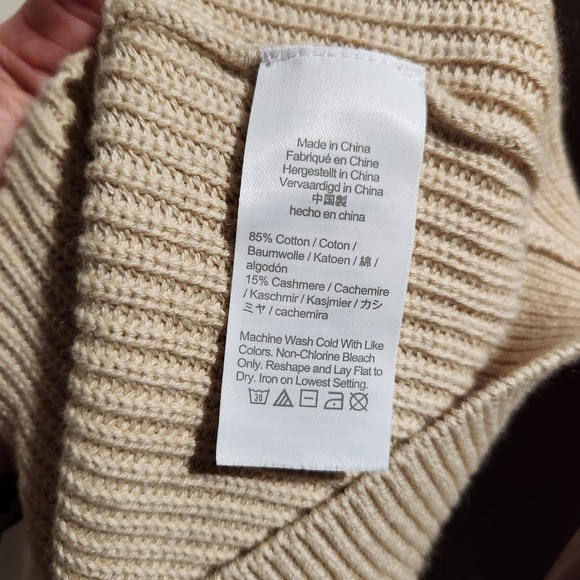 Made in China
Fabriqué en Chine
Hergestellt in China
Vervaardigd in China
中国製
hecho en china
85% Cotton / Coton /
Baumwolle / Katoen / 綿 /
algodón
15% Cashmere / Cachemire
/ Kaschmir / Kasjmier / カシ
ミヤ / cachemira
Machine Wash Cold With Like
Colors. Non-Chlorine Bleach
Only. Reshape and Lay Flat to
Dry. Iron on Lowest Setting.
30